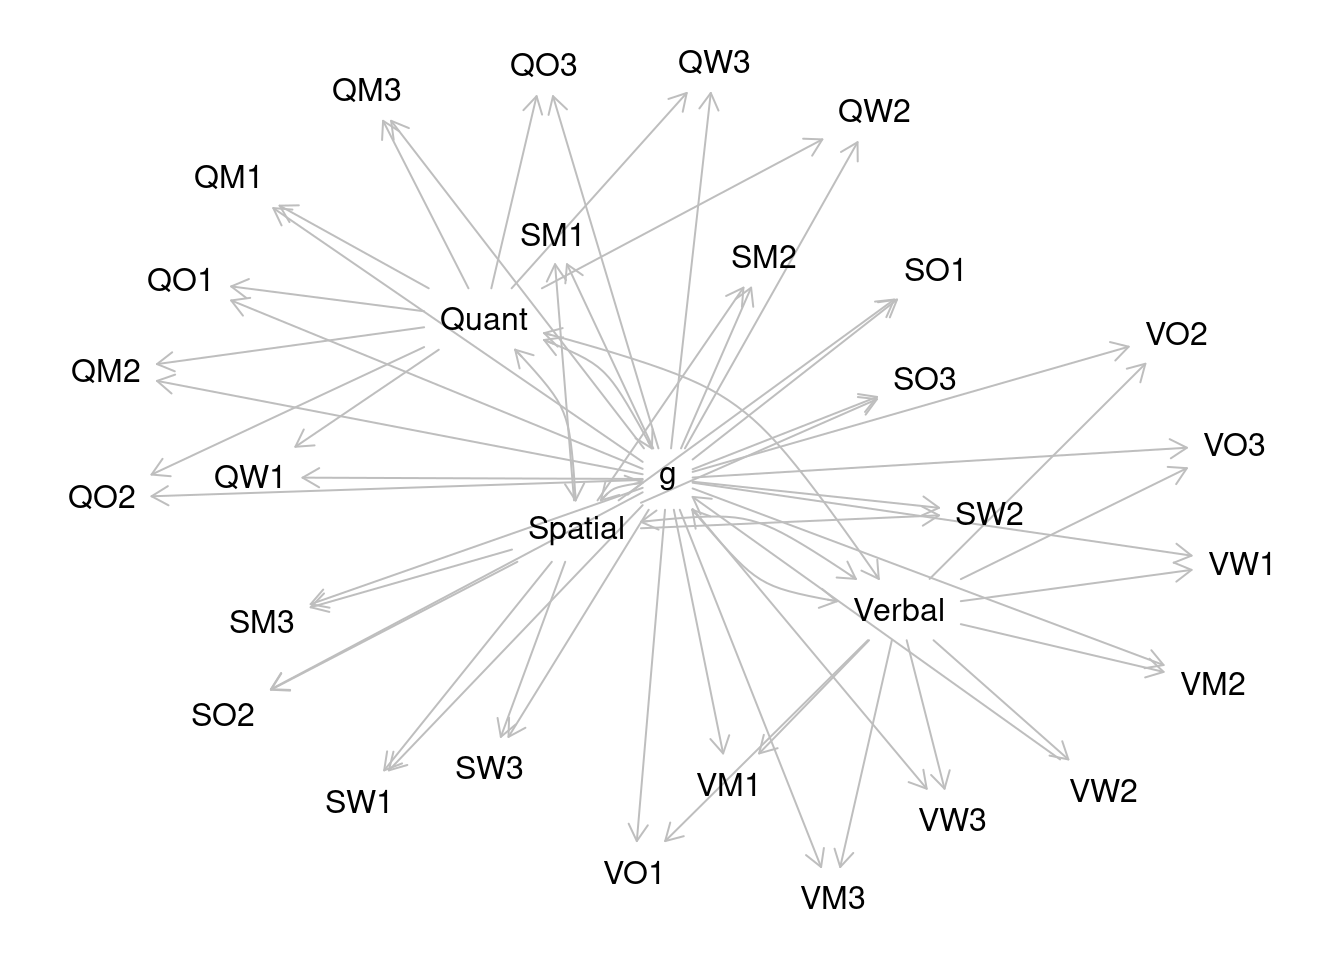 QW3
QO3
QM3
QW2
QM1
SM1
SM2
SO1
QO1
Quant
VO2
QM2
SO3
VO3
g
QW1
QO2
SW2
Spatial
VW1
Verbal
SM3
VM2
SO2
SW3
VM1
VW2
SW1
VW3
VO1
VM3